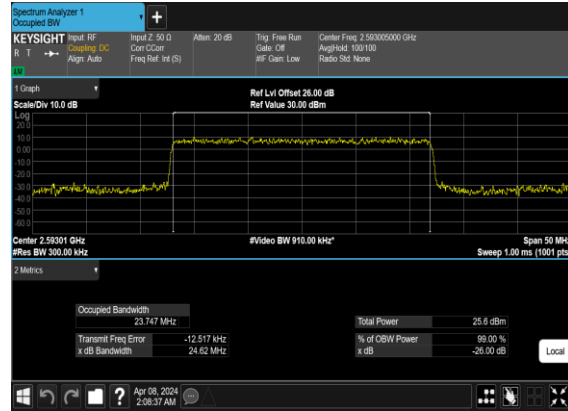 Spectrum Analyzer 1
Occupied BW
KEYSIGHT Input: RF Input Z: 50 Ω Atten: 20 dB Trig: Free Run Center Freq: 2.593005000 GHz
R T Coupling: DC Corr CCorr Gate: Off Avg|Hold: 100/100
Align: Auto Freq Ref: Int (S) #IF Gain: Low Radio Std: None
1 Graph
Ref Lvl Offset 26.00 dB
Scale/Div 10.0 dB Ref Value 30.00 dBm
Log
20.0
10.0
0.00
-10.0
-20.0
-30.0
-40.0
-50.0
-60.0
Center 2.59301 GHz #Video BW 910.00 kHz* Span 50 MHz
#Res BW 300.00 kHz Sweep 1.00 ms (1001 pts)
2 Metrics
Occupied Bandwidth
23.747 MHz Total Power 25.6 dBm
Transmit Freq Error -12.517 kHz % of OBW Power 99.00 %
x dB Bandwidth 24.62 MHz x dB -26.00 dB
Local
Apr 08, 2024
2:08:37 AM